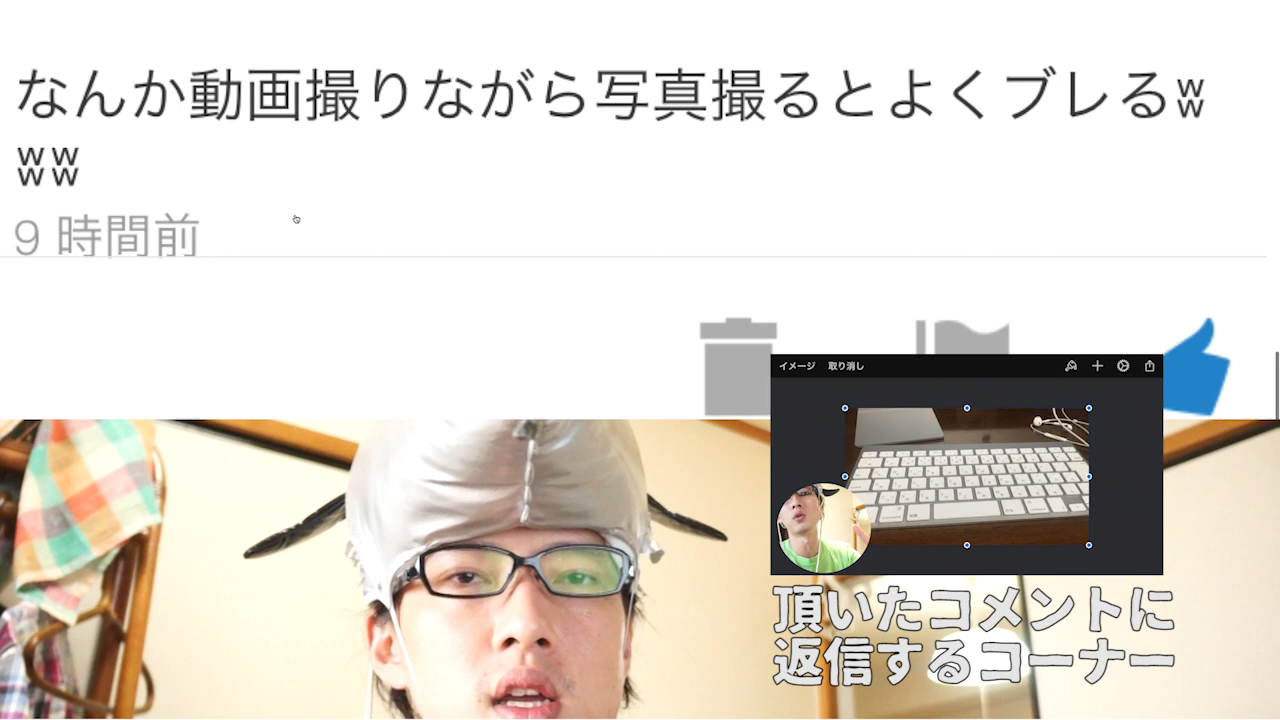 なんか動画撮りながら写真撮るとよくブレるww
wwww
9 時間前
イメージ 取り消し
頂いたコメントに
返信するコーナー